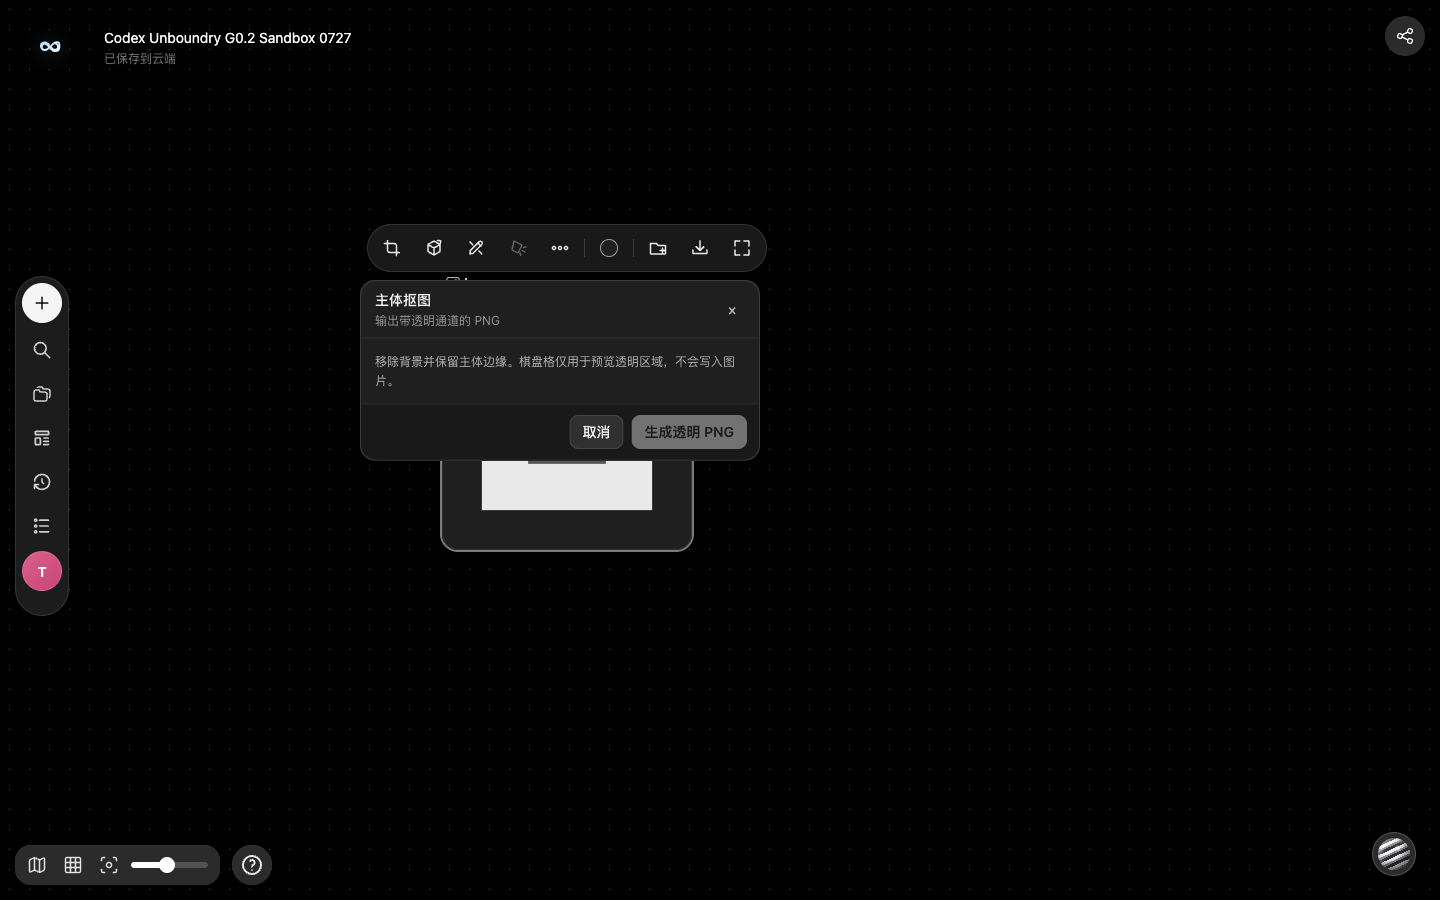 Codex Unboundry G0.2 Sandbox 0727
已保存到云端
主体抠图
输出带透明通道的 PNG
移除背景并保留主体边缘。棋盘格仅用于预览透明区域，不会写入图
片。
取消
生成透明 PNG
T